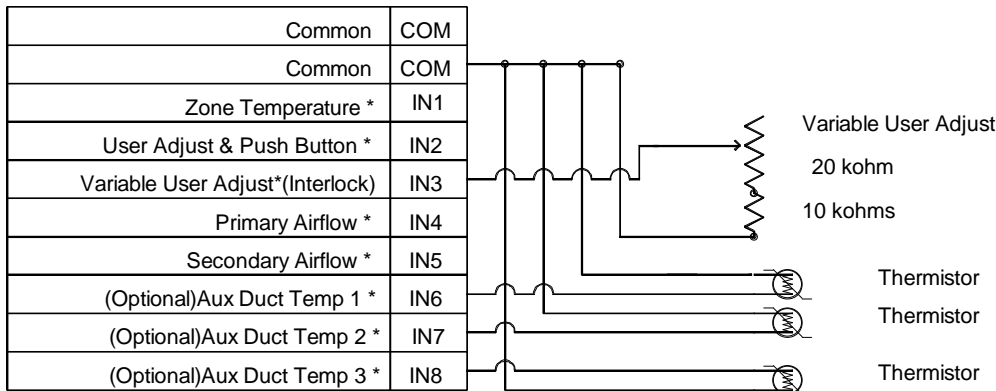 Common COM
Common COM
Zone Temperature * IN1
User Adjust & Push Button * IN2
Variable User Adjust*(Interlock) IN3
Primary Airflow * IN4
Secondary Airflow * IN5
(Optional)Aux Duct Temp 1 * IN6
(Optional)Aux Duct Temp 2 * IN7
(Optional)Aux Duct Temp 3 * IN8
Variable User Adjust
20 kohm
10 kohms
Thermistor
Thermistor
Thermistor